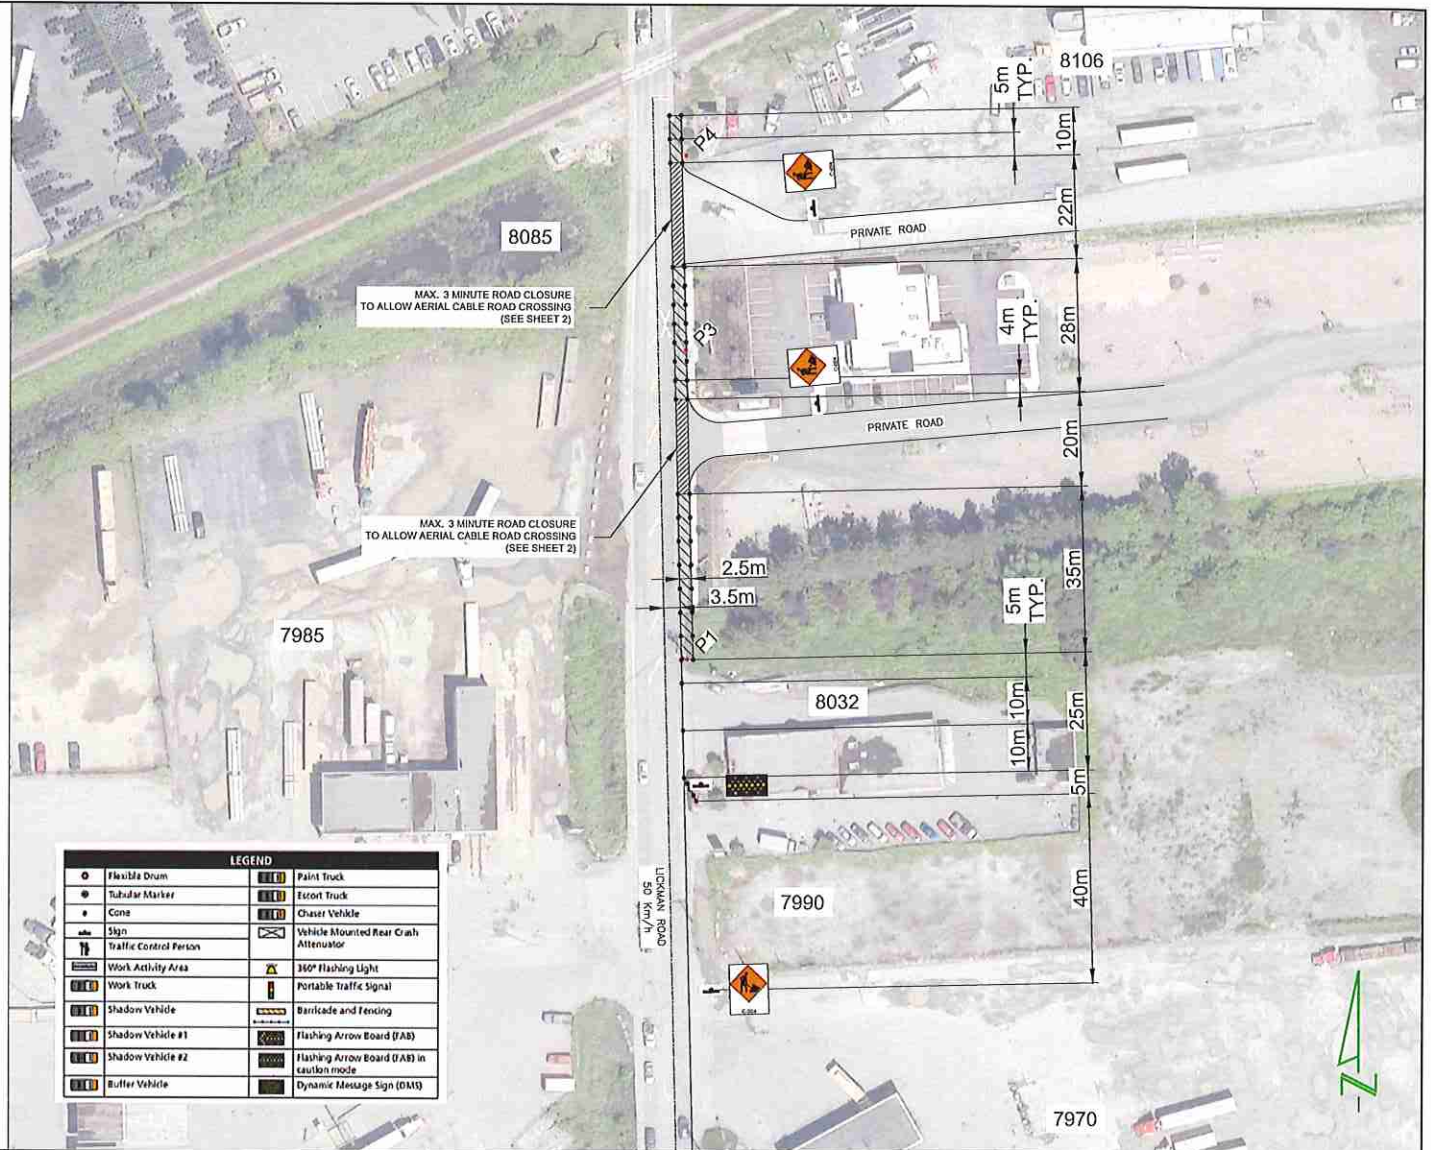 8106
5m
TYP.
10m
P4
22m
PRIVATE ROAD
8085
MAX. 3 MINUTE ROAD CLOSURE
TO ALLOW AERIAL CABLE ROAD CROSSING
(SEE SHEET 2)
P3
4m
TYP.
28m
PRIVATE ROAD
20m
MAX. 3 MINUTE ROAD CLOSURE
TO ALLOW AERIAL CABLE ROAD CROSSING
(SEE SHEET 2)
2.5m
3.5m
35m
5m
TYP.
P1
7985
8032
10m
25m
10m
5m
40m
LICKMAN ROAD
50 Km/h
7990
7970
N
LEGEND
Flexible Drum
Paint Truck
Tubular Marker
Escort Truck
Cone
Chaser Vehicle
Sign
Vehicle Mounted Rear Crash
Attenuator
Traffic Control Person
Work Activity Area
360° Flashing Light
Work Truck
Portable Traffic Signal
Shadow Vehicle
Barricade and Fencing
Shadow Vehicle #1
Flashing Arrow Board (FAB)
Shadow Vehicle #2
Flashing Arrow Board (FAB) in
caution mode
Buffer Vehicle
Dynamic Message Sign (DMS)